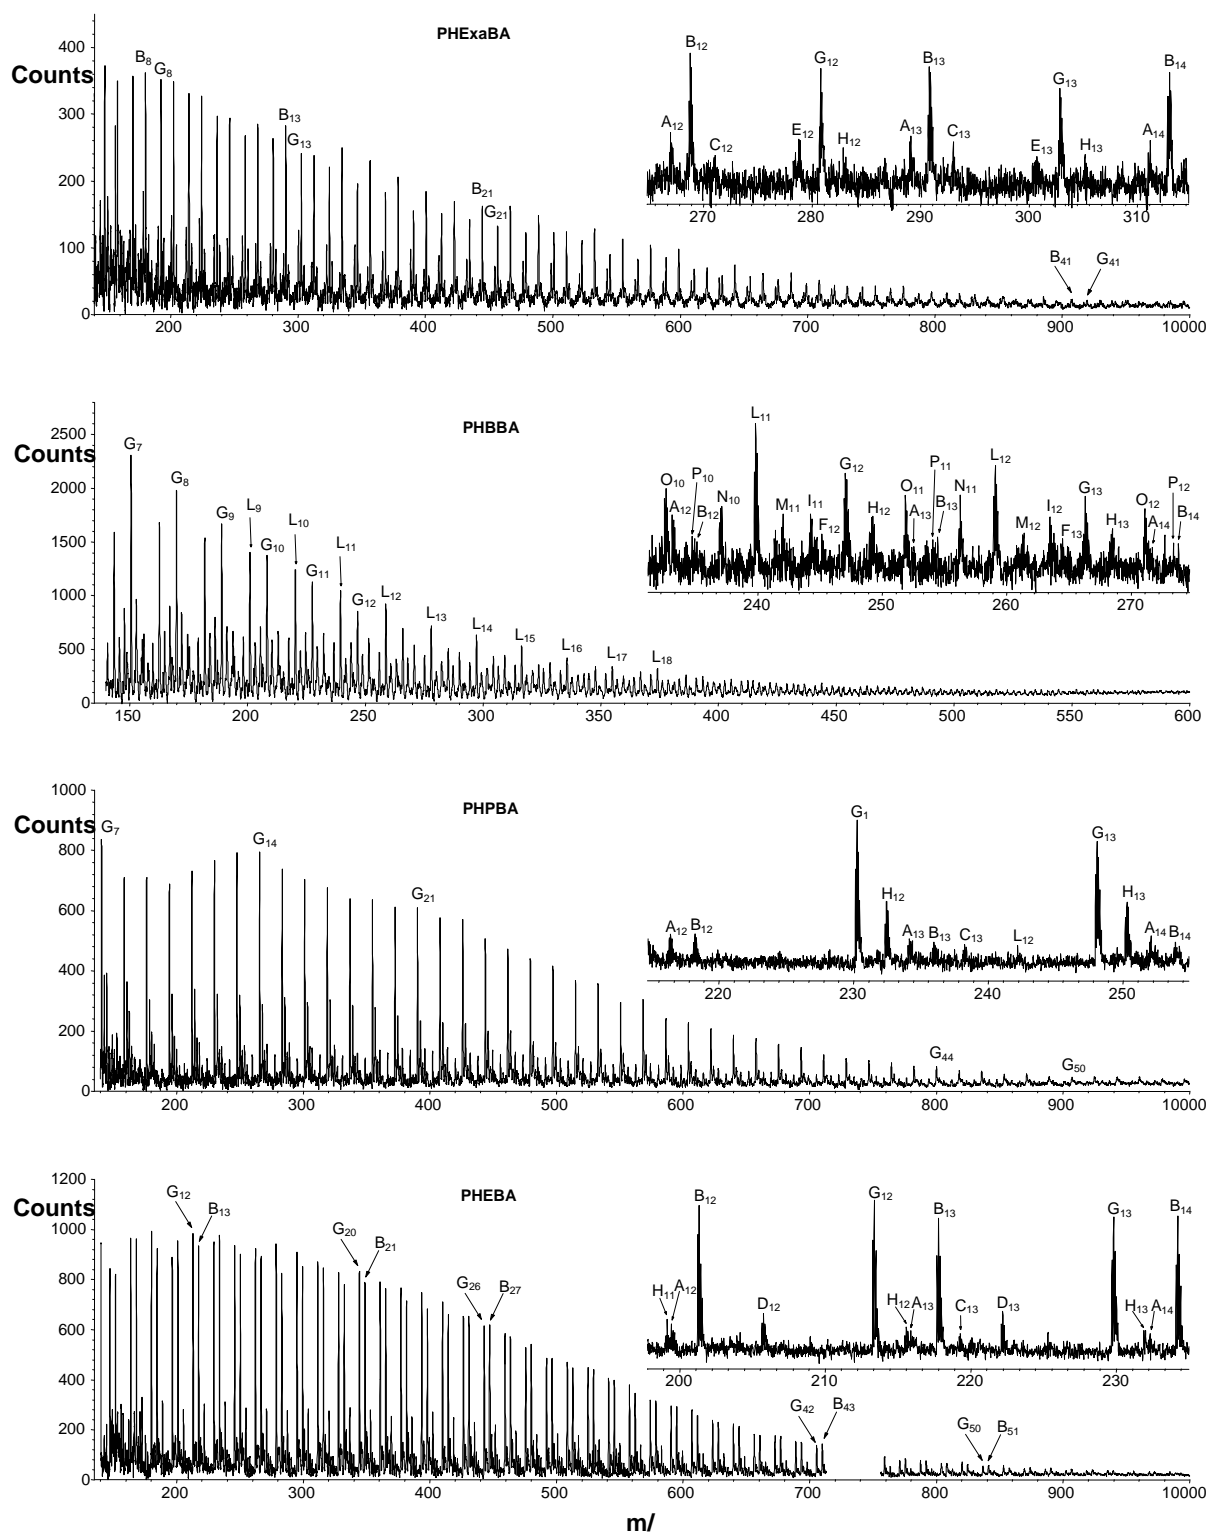 PHExaBA
Counts
400
300
200
100
0
B8
G8
B13
G13
B21
G21
B41
G41
200 300 400 500 600 700 800 900 10000
A12 B12 C12 E12 G12 H12 A13 B13 C13 E13 G13 H13 A14 B14
270 280 290 300 310
PHBBA
Counts
2500
2000
1500
1000
500
0
G7
G8
G9 L9
G10 L10
G11 L11
G12 L12
L13
L14
L15
L16
L17
L18
150 200 250 300 350 400 450 500 550 600
O10 A12 P10 B12 N10 L11 M11 I11 F12 G12 H12 O11 A13 P11 B13 N11 L12 M12 I12 F13 G13 H13 O12 A14 P12 B14
240 250 260 270
PHPBA
Counts
1000
800
600
400
200
0
G7
G14
G21
G44
G50
200 300 400 500 600 700 800 900 10000
A12 B12 G1 H12 A13 B13 C13 L12 G13 H13 A14 B14
220 230 240 250
PHEBA
Counts
1200
1000
800
600
400
200
0
G12
B13
G20
B21
G26
B27
G42
B43
G50
B51
200 300 400 500 600 700 800 900 10000
H11 A12 B12 D12 G12 H12 A13 B13 C13 D13 G13 H13 A14 B14
200 210 220 230
m/